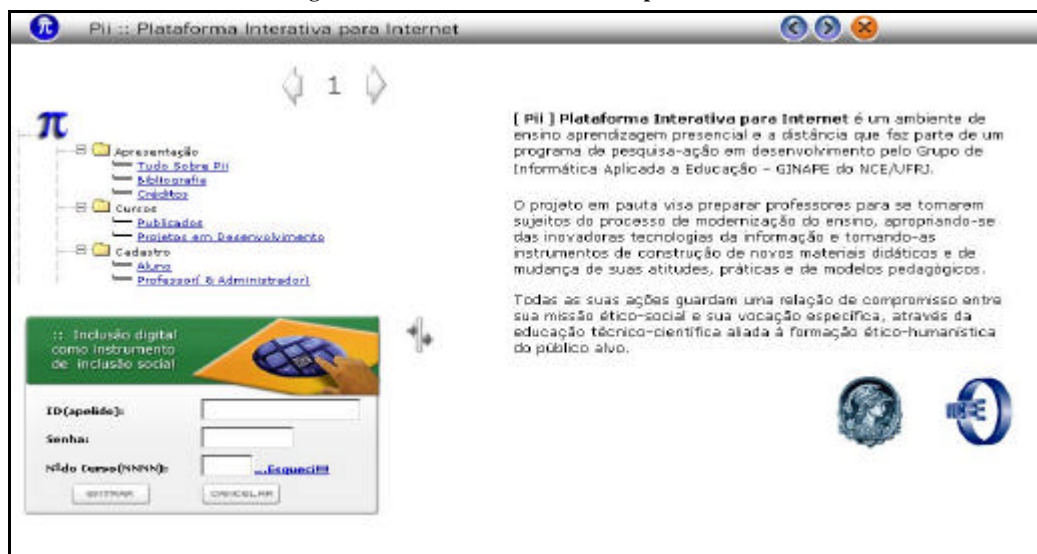 Pii :: Plataforma Interativa para Internet
1
Apresentação
Tudo Sobre Pii
Bibliografia
Créditos
Cursos
Publicados
Projetos em Desenvolvimento
Cadastro
Aluno
Professor( & Administrador)
:: Inclusão digital
como instrumento
de inclusão social
ID(apelido):
Senha:
Nº do Curso(NNNN):
...Esqueci!!!
ENTRAR CANCELAR
[ Pii ] Plataforma Interativa para Internet é um ambiente de
ensino aprendizagem presencial e a distância que faz parte de um
programa de pesquisa-ação em desenvolvimento pelo Grupo de
Informática Aplicada a Educação - GINAPE do NCE/UFRJ.
O projeto em pauta visa preparar professores para se tornarem
sujeitos do processo de modernização do ensino, apropriando-se
das inovadoras tecnologias da informação e tornando-as
instrumentos de construção de novos materiais didáticos e de
mudança de suas atitudes, práticas e de modelos pedagógicos.
Todas as suas ações guardam uma relação de compromisso entre
sua missão ético-social e sua vocação específica, através da
educação técnico-científica aliada à formação ético-humanística
do público alvo.